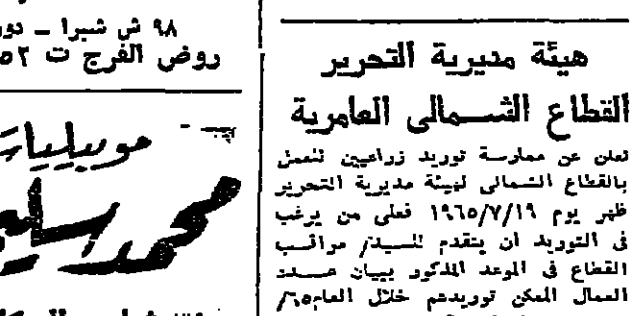 هيئة مديرية التحرير
القطاع الشمالى العامرية
تعلن عن ممارسة توريد زراعيين للعمل
بالقطاع الشمالى لهيئة مديرية التحرير
ظهر يوم ١٩٦٥/٧/١٩ فعلى من يرغب
فى التوريد ان يتقدم للسيد/ مراقب
القطاع فى الموعد المذكور ببيان عدد
العمال الممكن توريدهم خلال العام ٦٥/
٩٨ ش شبرا –
روض الفرج ت
موبيليات
محمد